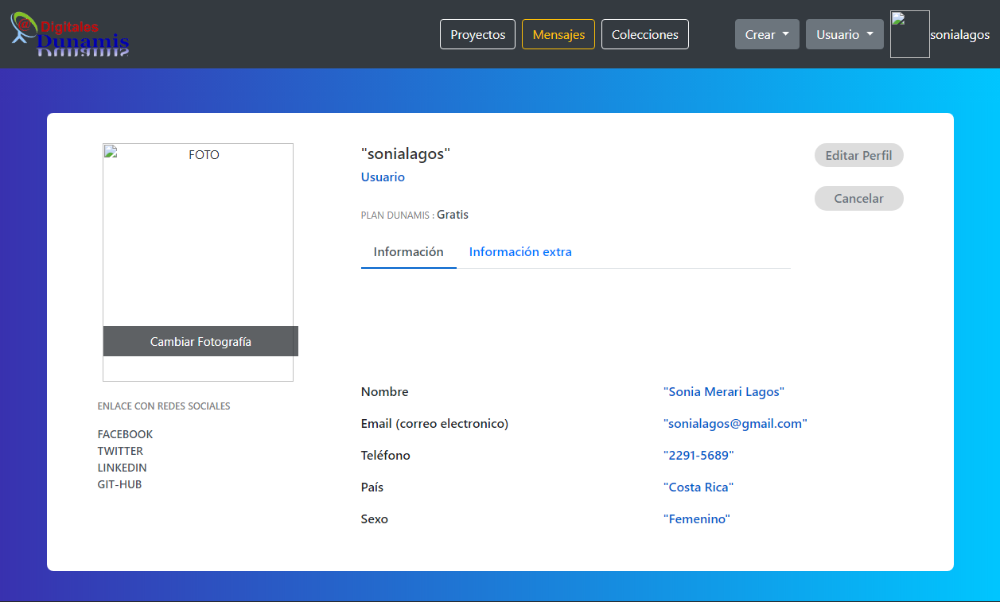 @ Digitales
Dunamis
Proyectos
Mensajes
Colecciones
Crear
Usuario
sonialagos
FOTO
Cambiar Fotografía
ENLACE CON REDES SOCIALES
FACEBOOK
TWITTER
LINKEDIN
GIT-HUB
"sonialagos"
Usuario
PLAN DUNAMIS : Gratis
Información
Información extra
Editar Perfil
Cancelar
Nombre "Sonia Merari Lagos"
Email (correo electronico) "sonialagos@gmail.com"
Teléfono "2291-5689"
País "Costa Rica"
Sexo "Femenino"